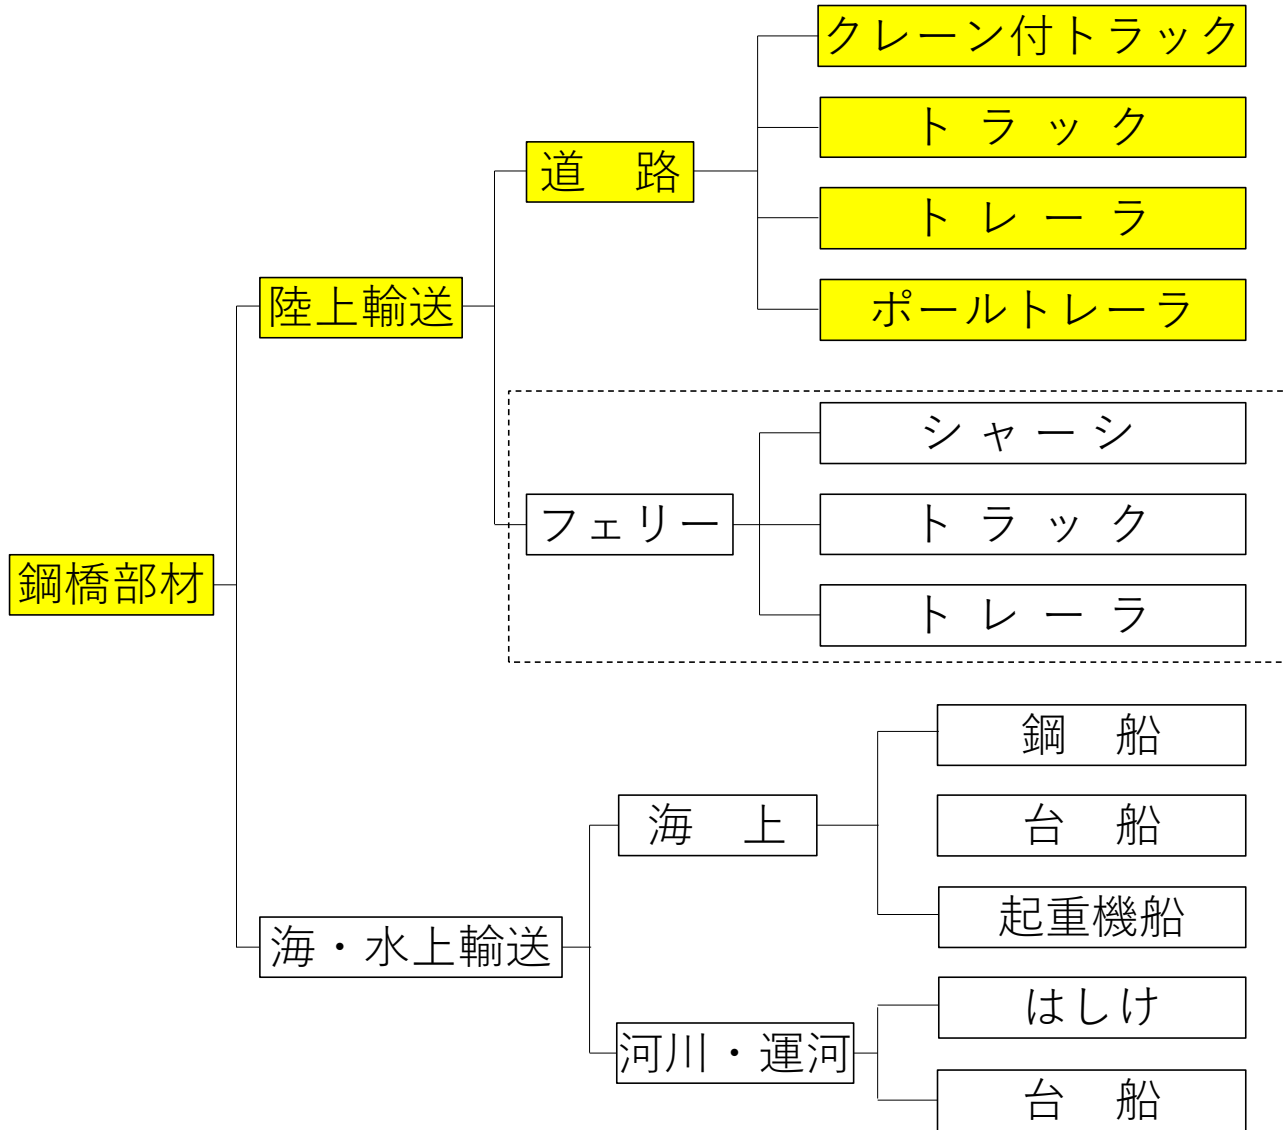 クレーン付トラック
トラック
道路
トレーラ
陸上輸送
ポールトレーラ
シャーシ
フェリー
トラック
鋼橋部材
トレーラ
鋼船
海上
台船
起重機船
海・水上輸送
はしけ
河川・運河
台船